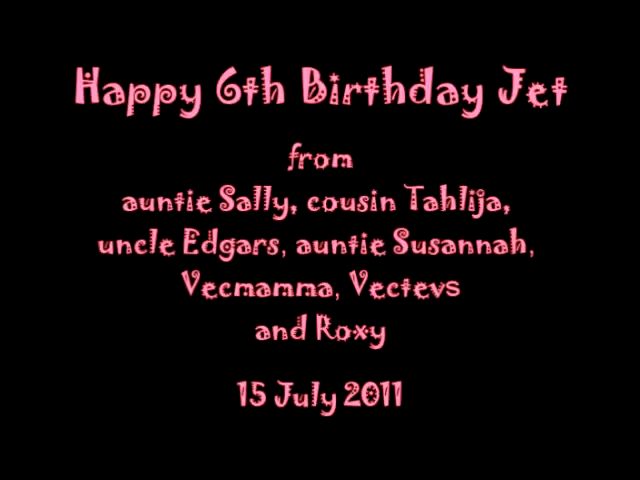 Happy 6th Birthday Jet
from
auntie Sally, cousin Tahlija,
uncle Edgars, auntie Susannah,
Vecmamma, Vectevs
and Roxy
15 July 2011